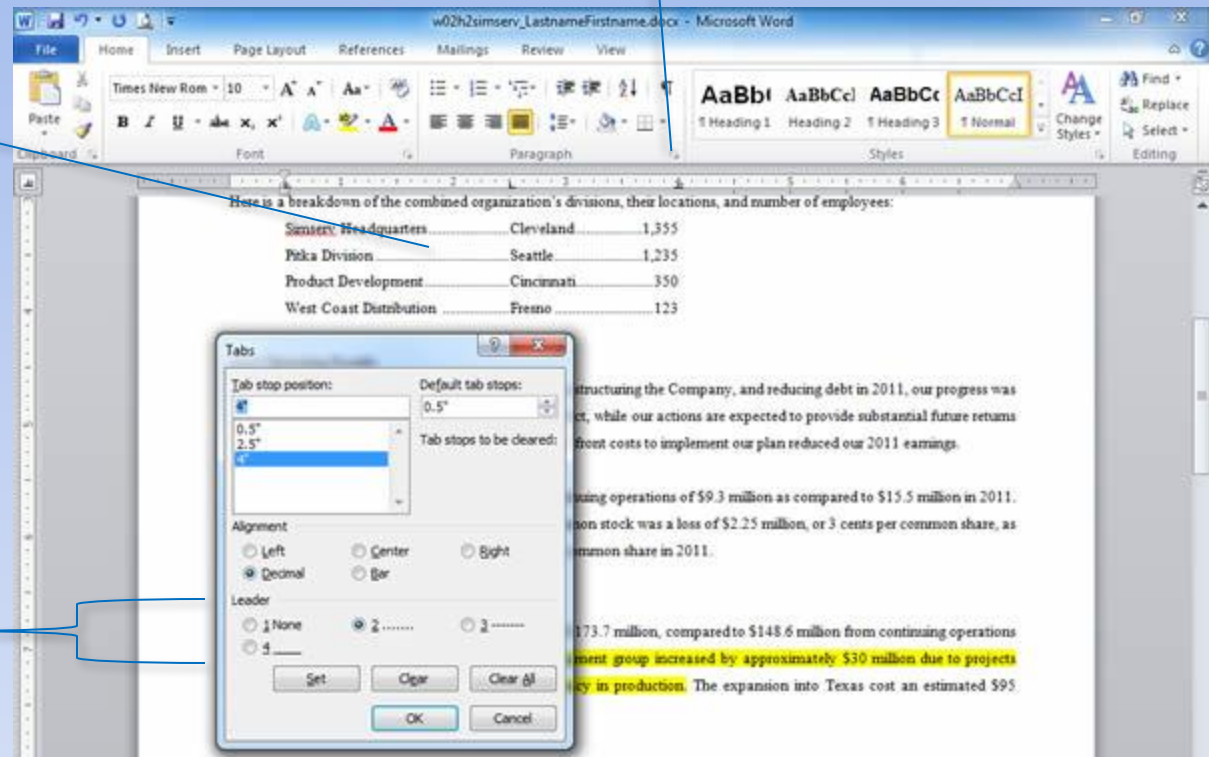 w02h2simserv_LastnameFirstname.docx - Microsoft Word
File Home Insert Page Layout References Mailings Review View
Paste
Times New Rom 10
B I U abc
AaBbC AaBbCcI AaBbCc AaBbCcI
¶ Heading 1 Heading 2 ¶ Heading 3 ¶ Normal
Change Styles
Find
Replace
Select
Clipboard Font Paragraph Styles Editing
Here is a breakdown of the combined organization's divisions, their locations, and number of employees:
Simserv Headquarters Cleveland 1,355
Pitka Division Seattle 1,235
Product Development Cincinnati 350
West Coast Distribution Fresno 123
Tabs
Tab stop position: Default tab stops:
4" 0.5"
0.5" Tab stops to be cleared:
2.5"
4"
Alignment
Left Center Right
Decimal Bar
Leader
1 None 2 ....... 3 -------
4 ___
Set Clear Clear All
OK Cancel
structuring the Company, and reducing debt in 2011, our progress was
ct, while our actions are expected to provide substantial future returns
front costs to implement our plan reduced our 2011 earnings.
uing operations of $9.3 million as compared to $15.5 million in 2011.
mon stock was a loss of $2.25 million, or 3 cents per common share, as
ommon share in 2011.
173.7 million, compared to $148.6 million from continuing operations
ment group increased by approximately $30 million due to projects
cy in production. The expansion into Texas cost an estimated $95